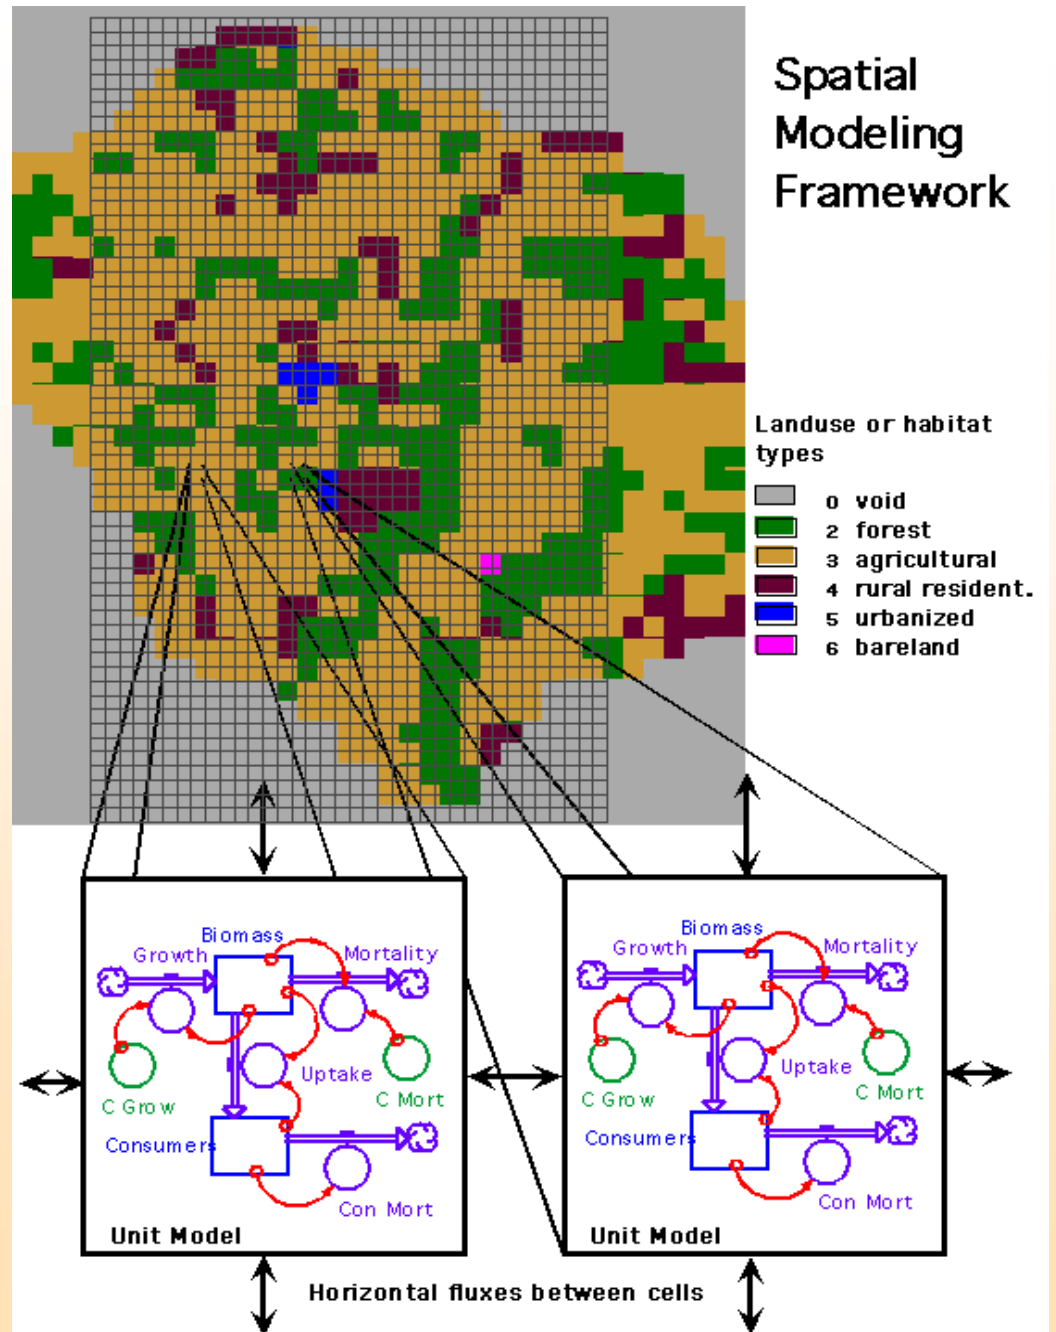 Spatial
Modeling
Framework
Landuse or habitat
types
0 void
2 forest
3 agricultural
4 rural resident.
5 urbanized
6 bareland
Biomass
Growth
Mortality
Uptake
C Grow
C Mort
Consumers
Con Mort
Unit Model
Biomass
Growth
Mortality
Uptake
C Grow
C Mort
Consumers
Con Mort
Unit Model
Horizontal fluxes between cells